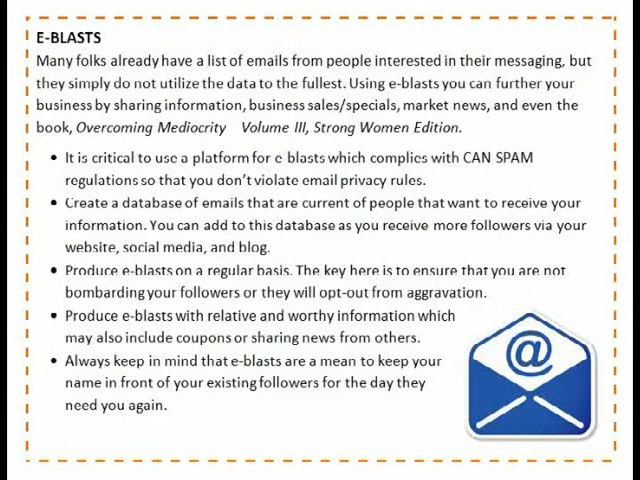 E-BLASTS
Many folks already have a list of emails from people interested in their messaging, but
they simply do not utilize the data to the fullest. Using e-blasts you can further your
business by sharing information, business sales/specials, market news, and even the
book, Overcoming Mediocrity Volume III, Strong Women Edition.
• It is critical to use a platform for e blasts which complies with CAN SPAM
regulations so that you don't violate email privacy rules.
• Create a database of emails that are current of people that want to receive your
information. You can add to this database as you receive more followers via your
website, social media, and blog.
• Produce e-blasts on a regular basis. The key here is to ensure that you are not
bombarding your followers or they will opt-out from aggravation.
• Produce e-blasts with relative and worthy information which
may also include coupons or sharing news from others.
• Always keep in mind that e-blasts are a mean to keep your
name in front of your existing followers for the day they
need you again.
@